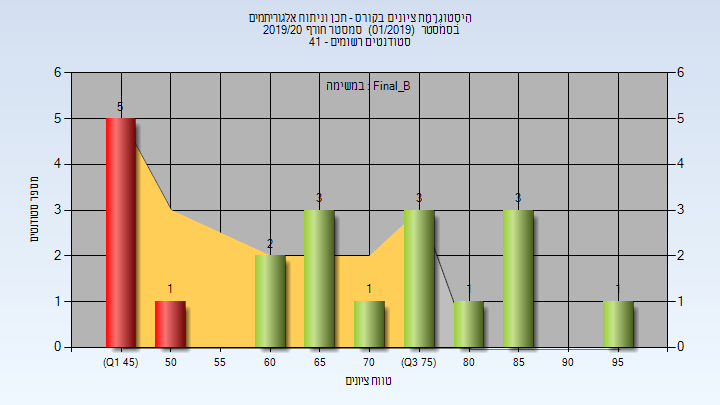 היסטוגרמת ציונים בקורס - תכן וניתוח אלגוריתמים
בסמסטר (01/2019) סמסטר חורף 2019/20
סטודנטים רשומים - 41
במשימה : Final_B
6 6
5 5
4 4
3 3
2 2
1 1
0 0
5 1 2 3 1 3 1 3 1
(Q1 45) 50 55 60 65 70 (Q3 75) 80 85 90 95
מספר סטודנטים
טווח ציונים